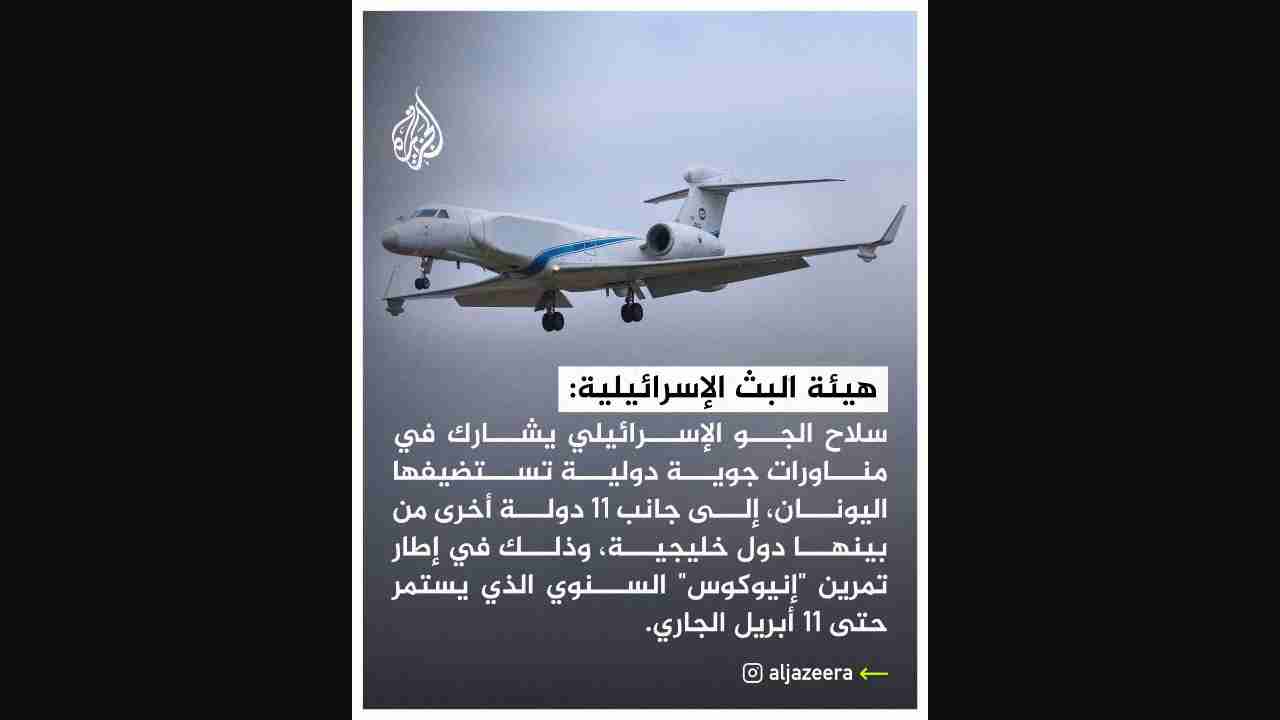 الجزيرة
هيئة البث الإسرائيلية:
سلاح الجو الإسرائيلي يشارك في
مناورات جوية دولية تستضيفها
اليونان، إلى جانب 11 دولة أخرى من
بينها دول خليجية، وذلك في إطار
تمرين "إنيوكوس" السنوي الذي يستمر
حتى 11 أبريل الجاري.
aljazeera